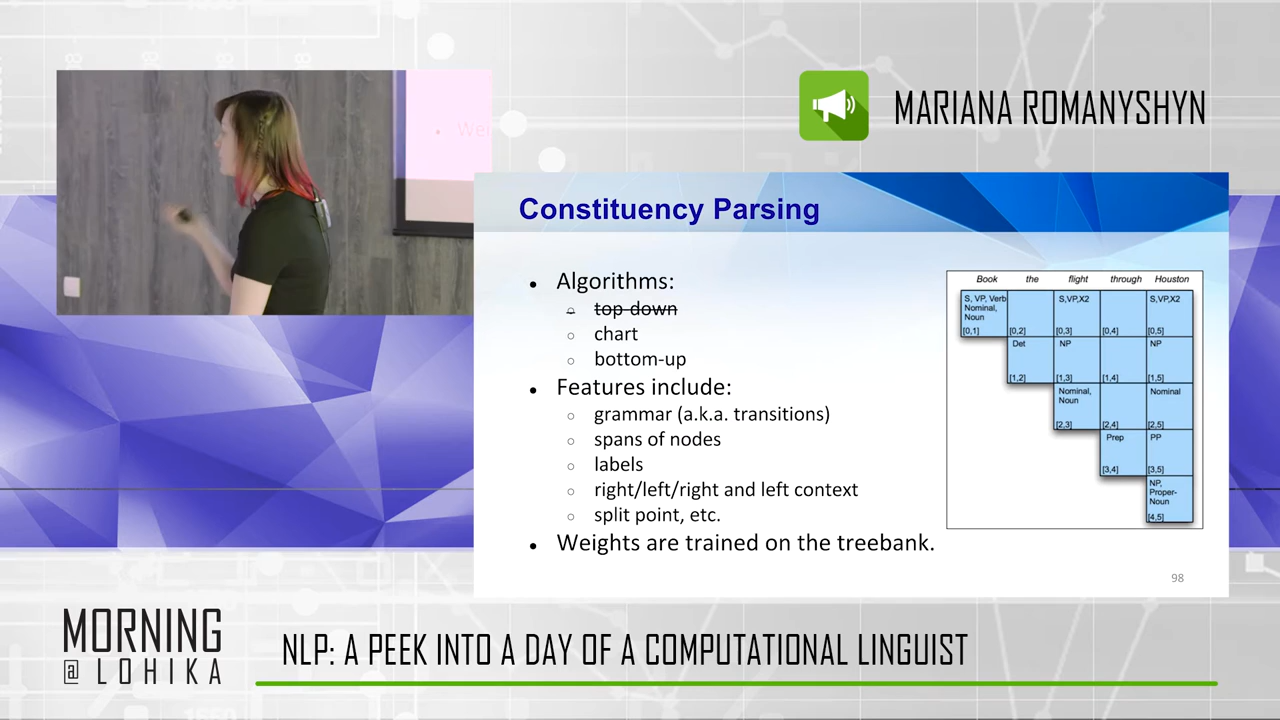 MARIANA ROMANYSHYN
Wei
Constituency Parsing
• Algorithms:
○ top-down
○ chart
○ bottom-up
• Features include:
○ grammar (a.k.a. transitions)
○ spans of nodes
○ labels
○ right/left/right and left context
○ split point, etc.
• Weights are trained on the treebank.
Book the flight through Houston
S, VP, Verb
Nominal,
Noun
[0,1]
[0,2]
S,VP,X2
[0,3]
[0,4]
S,VP,X2
[0,5]
Det
[1,2]
NP
[1,3]
[1,4]
NP
[1,5]
Nominal,
Noun
[2,3]
[2,4]
Nominal
[2,5]
Prep
[3,4]
PP
[3,5]
NP,
Proper-
Noun
[4,5]
98
MORNING
@ LOHIKA
NLP: A PEEK INTO A DAY OF A COMPUTATIONAL LINGUIST